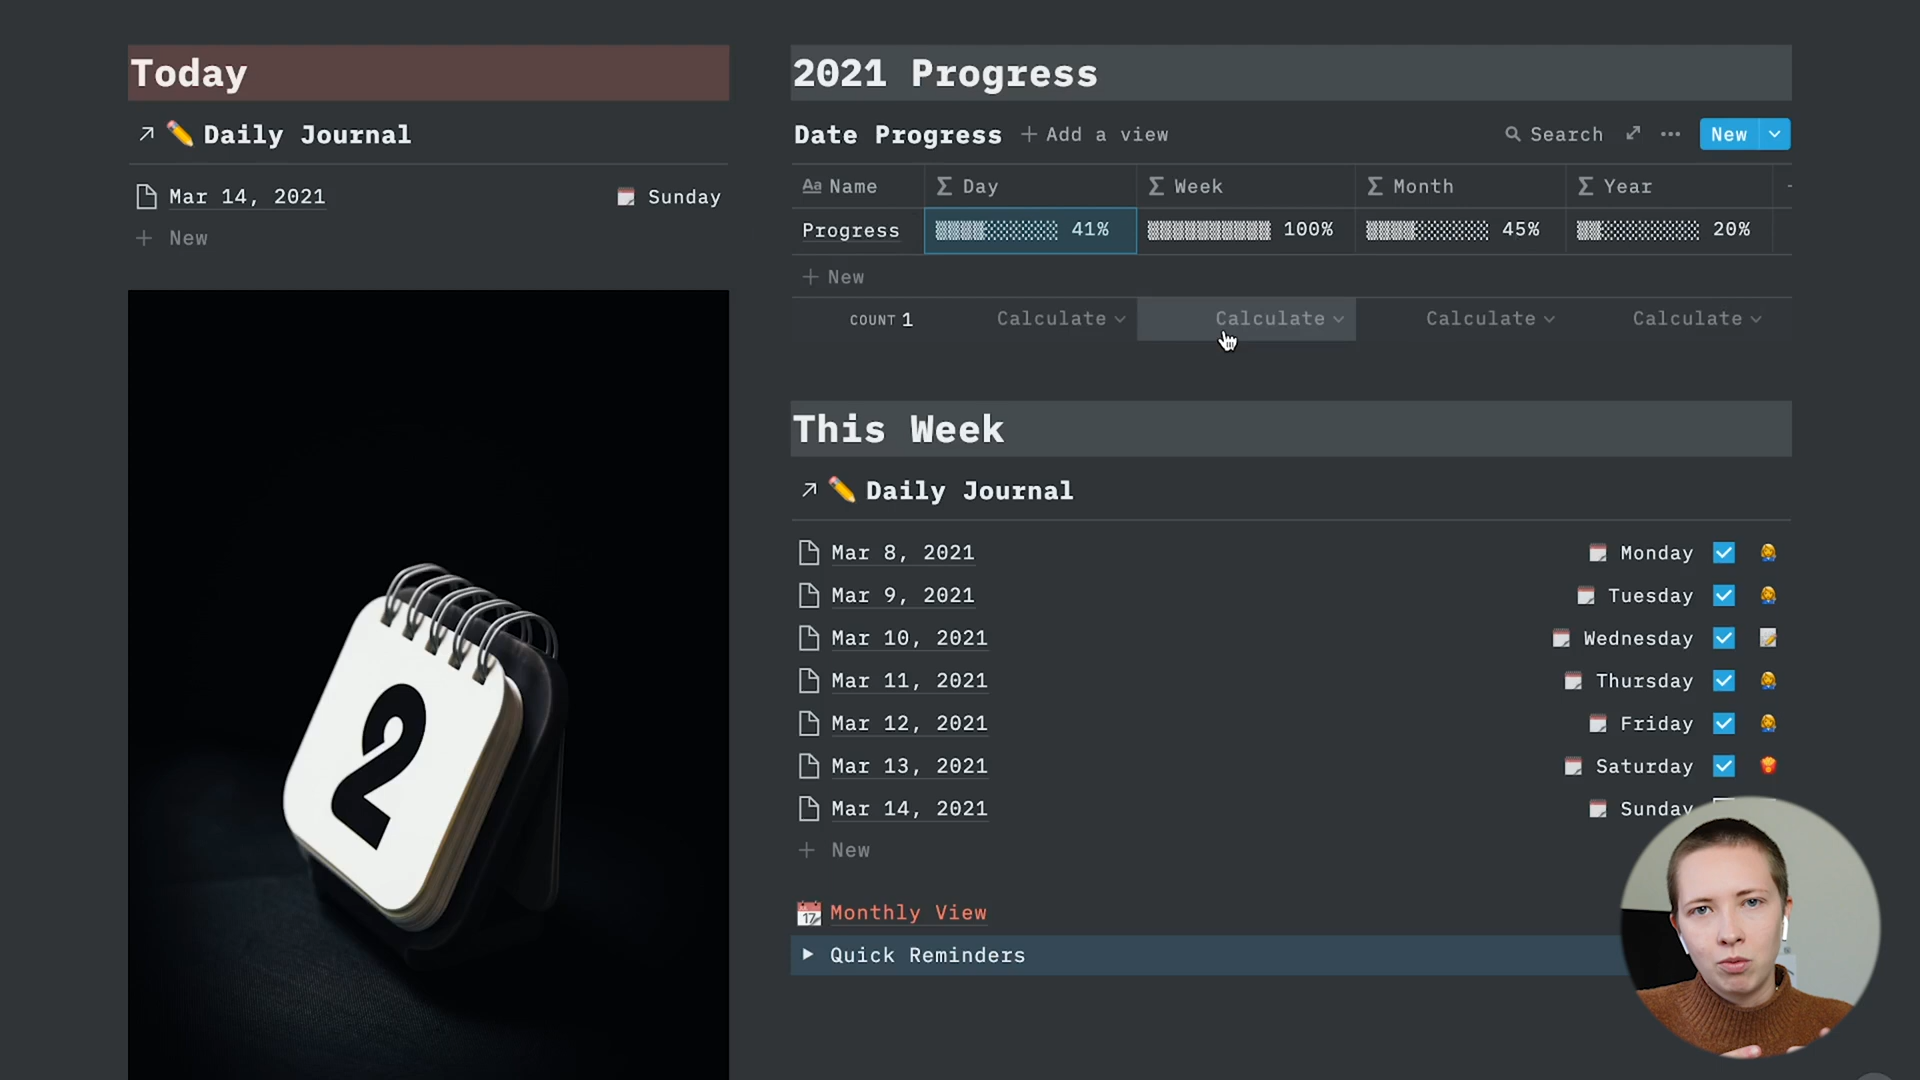 Today
Daily Journal
Mar 14, 2021 Sunday
+ New
2
2021 Progress
Date Progress + Add a view Search ... New
Aa Name Σ Day Σ Week Σ Month Σ Year
Progress 41% 100% 45% 20%
+ New
COUNT 1 Calculate Calculate Calculate Calculate
This Week
Daily Journal
Mar 8, 2021 Monday
Mar 9, 2021 Tuesday
Mar 10, 2021 Wednesday
Mar 11, 2021 Thursday
Mar 12, 2021 Friday
Mar 13, 2021 Saturday
Mar 14, 2021 Sunday
+ New
17 Monthly View
Quick Reminders